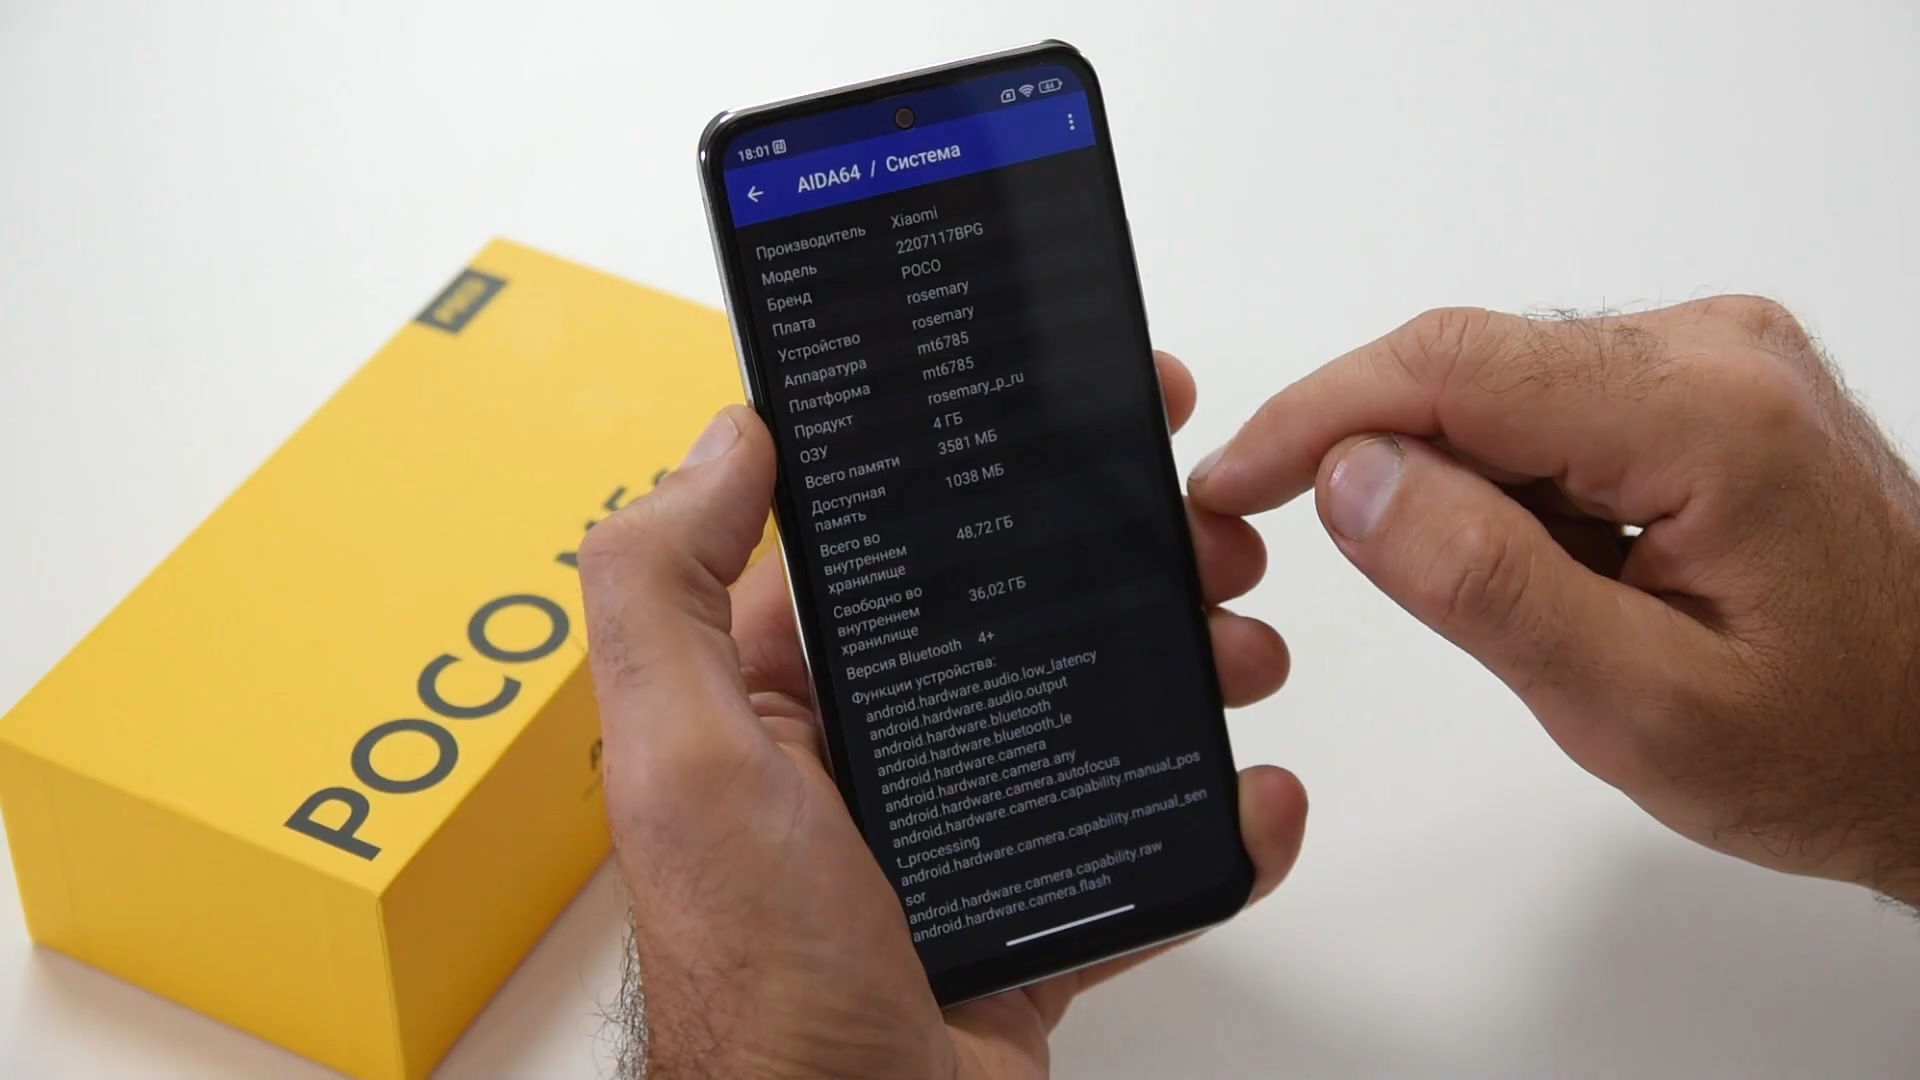 18:01
AIDA64 / Система
Производитель Xiaomi
Модель 2207117BPG
Бренд POCO
Плата rosemary
Устройство rosemary
Аппаратура mt6785
Платформа mt6785
Продукт rosemary_p_ru
ОЗУ 4 ГБ
Всего памяти 3581 МБ
Доступная 1038 МБ
память
Всего во
внутреннем 48,72 ГБ
хранилище
Свободно во
внутреннем 36,02 ГБ
хранилище
Версия Bluetooth 4+
Функции устройства:
android.hardware.audio.low_latency
android.hardware.audio.output
android.hardware.bluetooth
android.hardware.bluetooth_le
android.hardware.camera
android.hardware.camera.any
android.hardware.camera.autofocus
android.hardware.camera.capability.manual_pos
t_processing
android.hardware.camera.capability.manual_sen
sor
android.hardware.camera.capability.raw
android.hardware.camera.flash
POCO